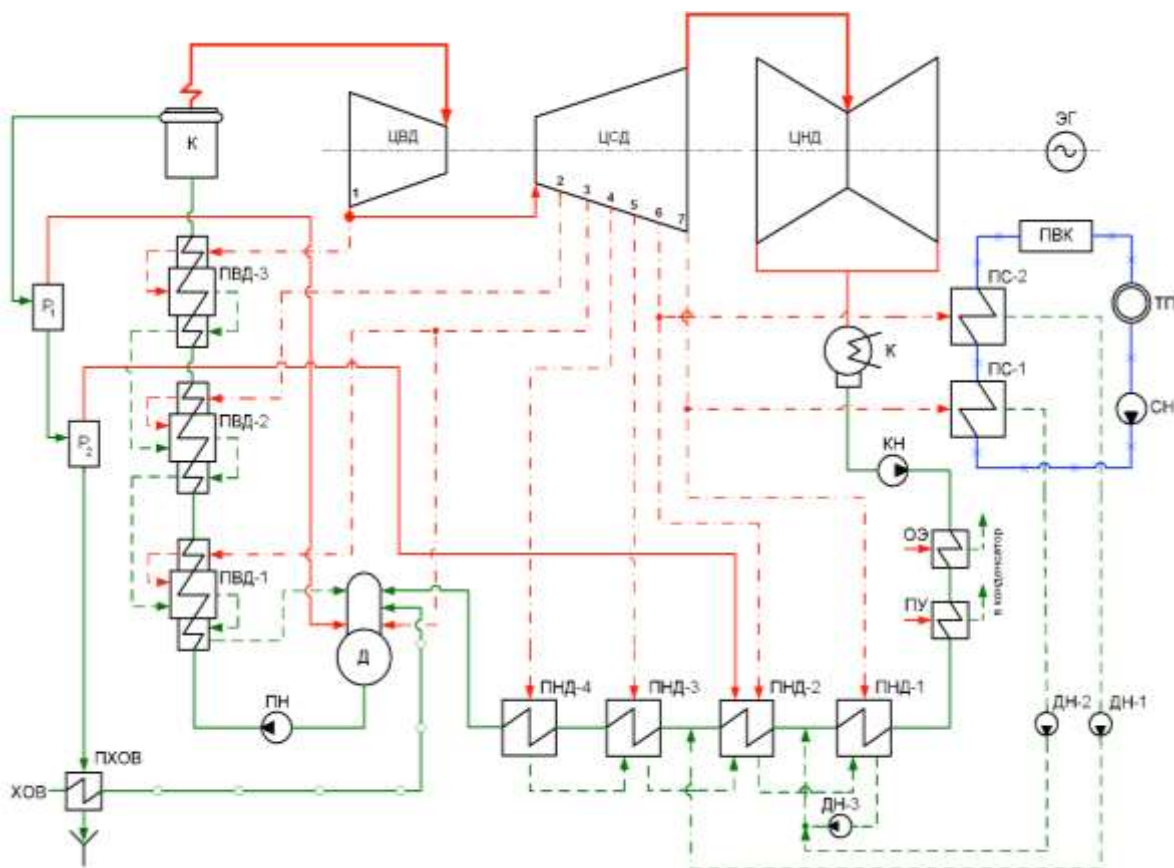 ЭГ
К
ЦВД
ЦСД
ЦНД
1
2
3
4
5
6
7
ПВК
ПВД-3
ПС-2
ТП
Р1
К
ПС-1
ПВД-2
СН
Р2
КН
ОЭ
в конденсатор
ПВД-1
ПУ
Д
ПНД-4
ПНД-3
ПНД-2
ПНД-1
ДН-2
ДН-1
ПН
ПХОВ
ХОВ
ДН-3